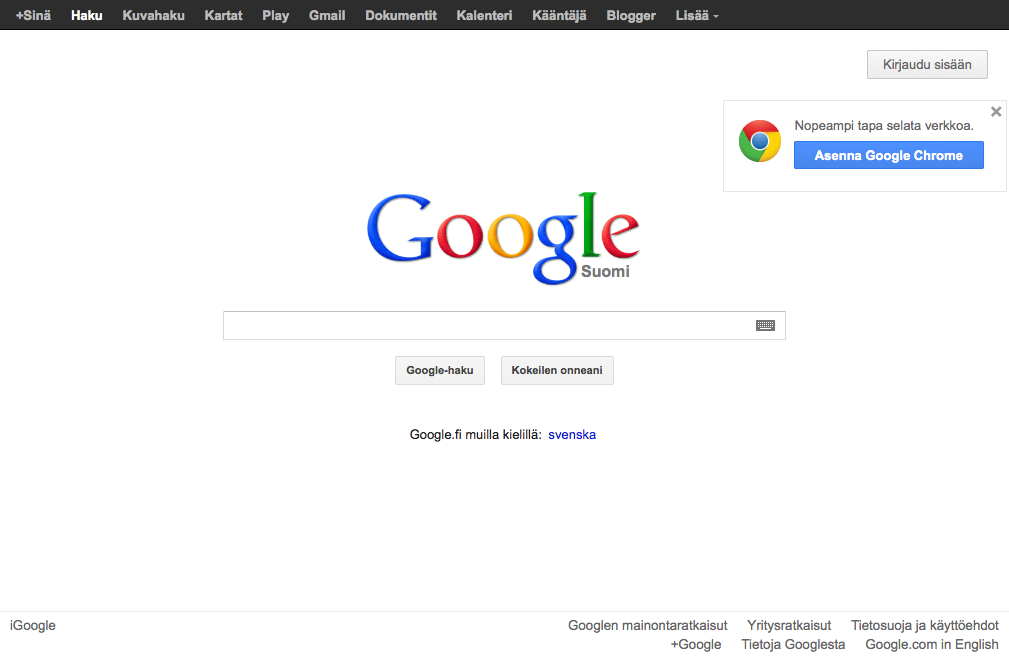 +Sinä Haku Kuvahaku Kartat Play Gmail Dokumentit Kalenteri Kääntäjä Blogger Lisää
Kirjaudu sisään
Nopeampi tapa selata verkkoa.
Asenna Google Chrome
Google
Suomi
Google-haku Kokeilen onneani
Google.fi muilla kielillä: svenska
iGoogle Googlen mainontaratkaisut Yritysratkaisut Tietosuoja ja käyttöehdot
+Google Tietoja Googlesta Google.com in English